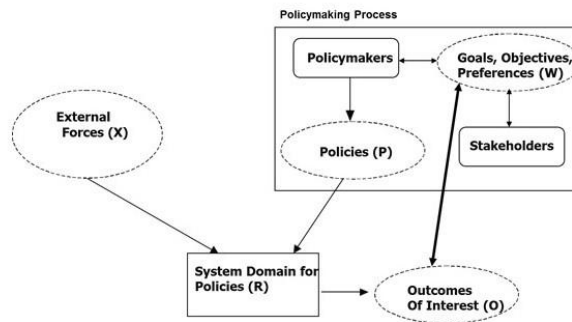 Policymaking Process
Policymakers
Goals, Objectives,
Preferences (W)
External
Forces (X)
Policies (P)
Stakeholders
System Domain for
Policies (R)
Outcomes
Of Interest (O)